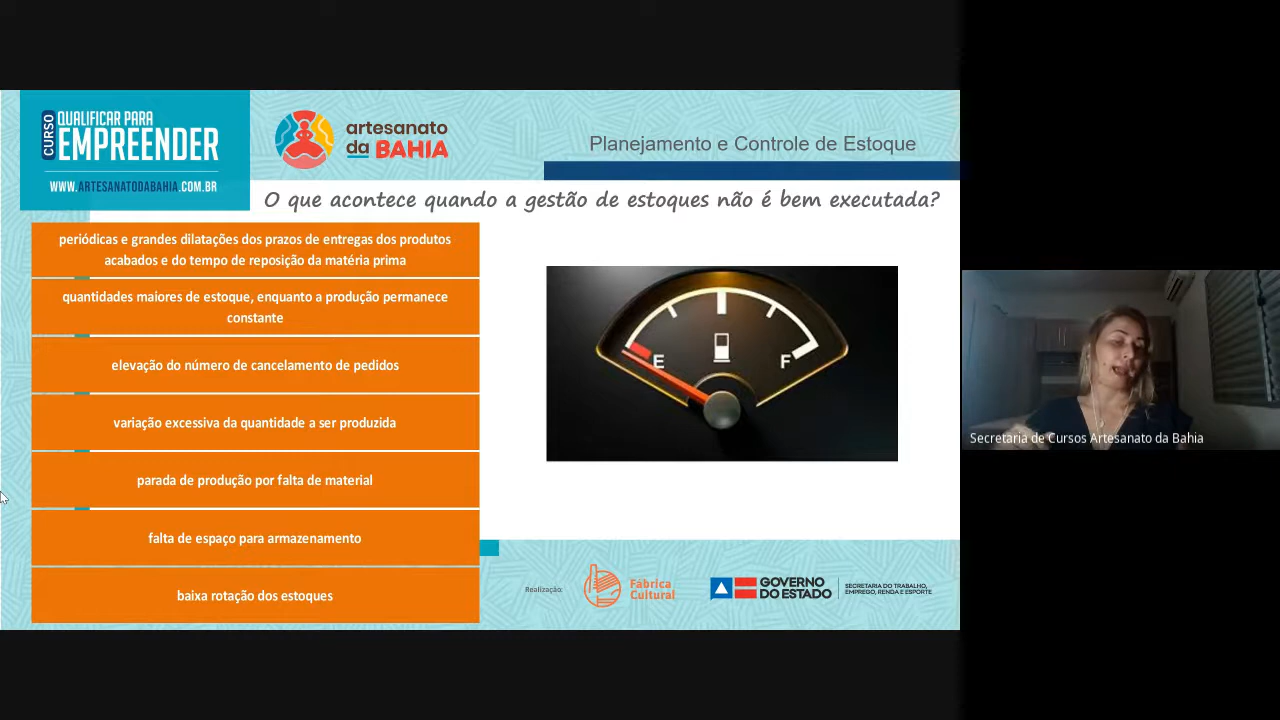 CURSO
QUALIFICAR PARA
EMPREENDER
WWW.ARTESANATODABAHIA.COM.BR
artesanato
da BAHIA
Planejamento e Controle de Estoque
O que acontece quando a gestão de estoques não é bem executada?
periódicas e grandes dilatações dos prazos de entregas dos produtos
acabados e do tempo de reposição da matéria prima
quantidades maiores de estoque, enquanto a produção permanece
constante
elevação do número de cancelamento de pedidos
variação excessiva da quantidade a ser produzida
parada de produção por falta de material
falta de espaço para armazenamento
baixa rotação dos estoques
E
F
Secretaria de Cursos Artesanato da Bahia
Realização:
Fábrica
Cultural
GOVERNO
DO ESTADO
SECRETARIA DO TRABALHO,
EMPREGO, RENDA E ESPORTE